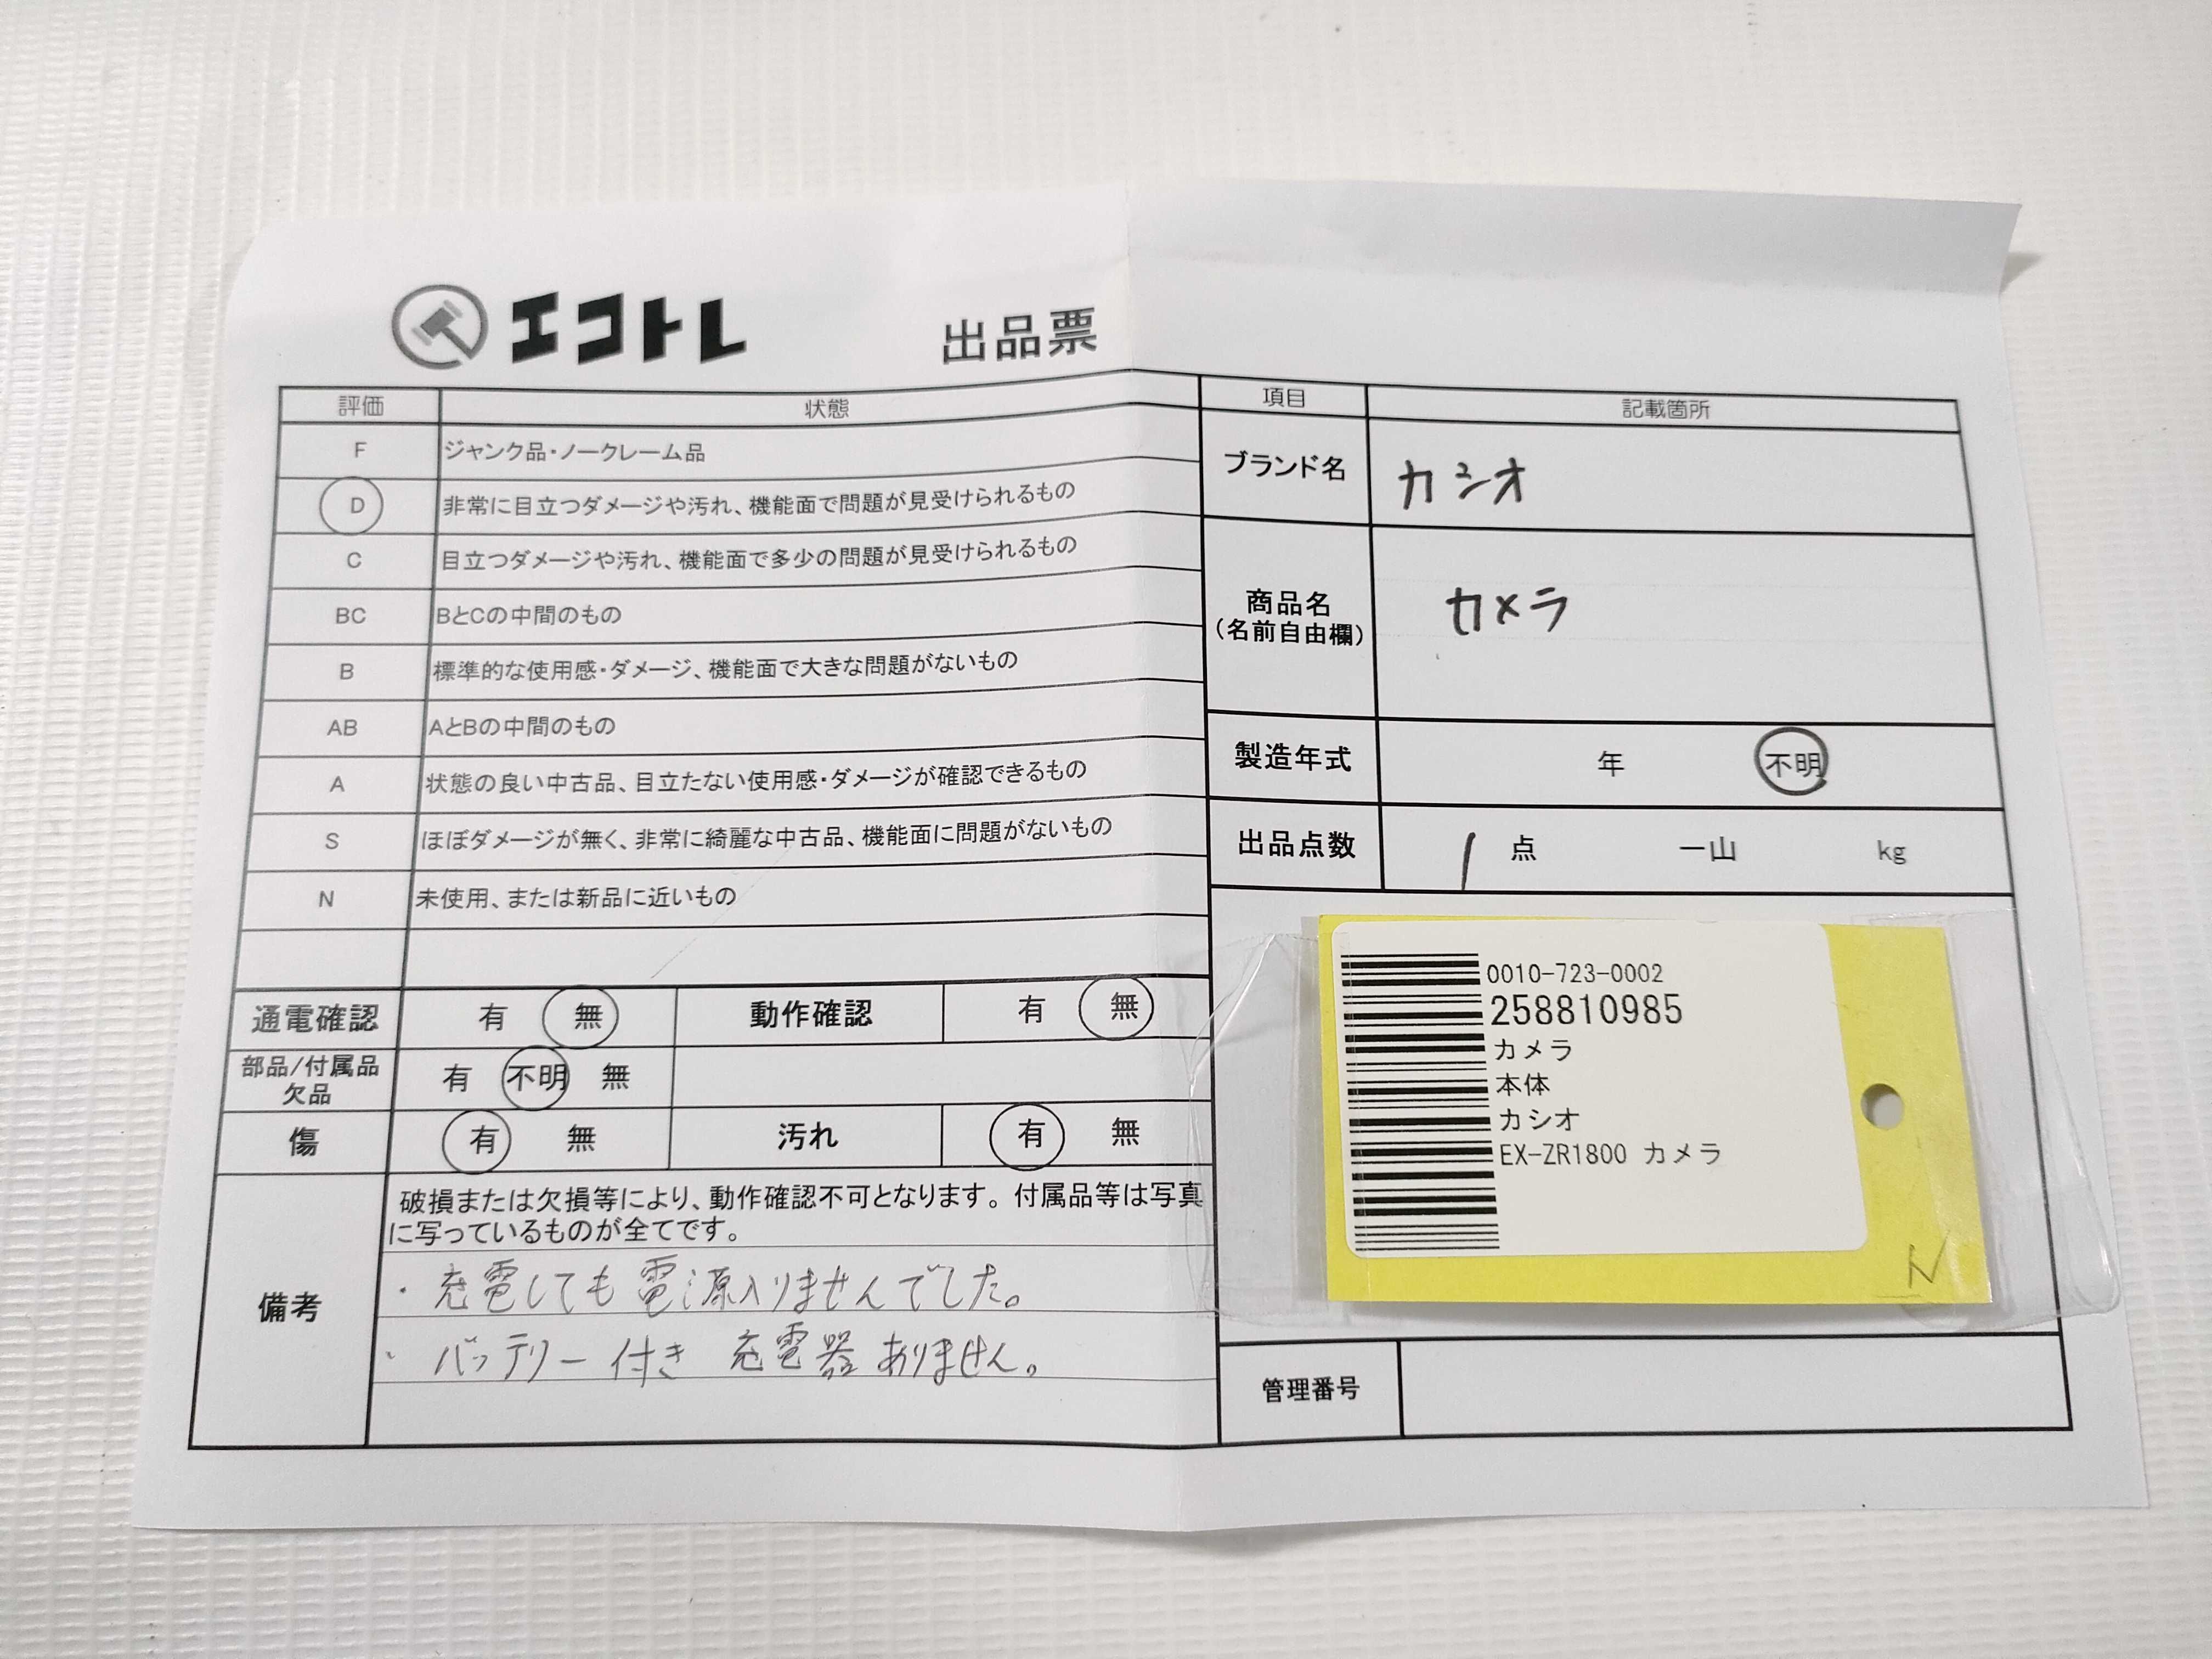 エコトレ 出品票
評価 状態
F ジャンク品・ノークレーム品
D 非常に目立つダメージや汚れ、機能面で問題が見受けられるもの
C 目立つダメージや汚れ、機能面で多少の問題が見受けられるもの
BC BとCの中間のもの
B 標準的な使用感・ダメージ、機能面で大きな問題がないもの
AB AとBの中間のもの
A 状態の良い中古品、目立たない使用感・ダメージが確認できるもの
S ほぼダメージが無く、非常に綺麗な中古品、機能面に問題がないもの
N 未使用、または新品に近いもの
通電確認 有 無 動作確認 有 無
部品/付属品
欠品 有 不明 無
傷 有 無 汚れ 有 無
備考
破損または欠損等により、動作確認不可となります。付属品等は写真
に写っているものが全てです。
・充電しても電源入りませんでした。
・バッテリー付き 充電器ありません。
項目 記載箇所
ブランド名 カシオ
商品名
(名前自由欄) カメラ
製造年式 年 不明
出品点数 1 点 一山 kg
0010-723-0002
258810985
カメラ
本体
カシオ
EX-ZR1800 カメラ
N
管理番号